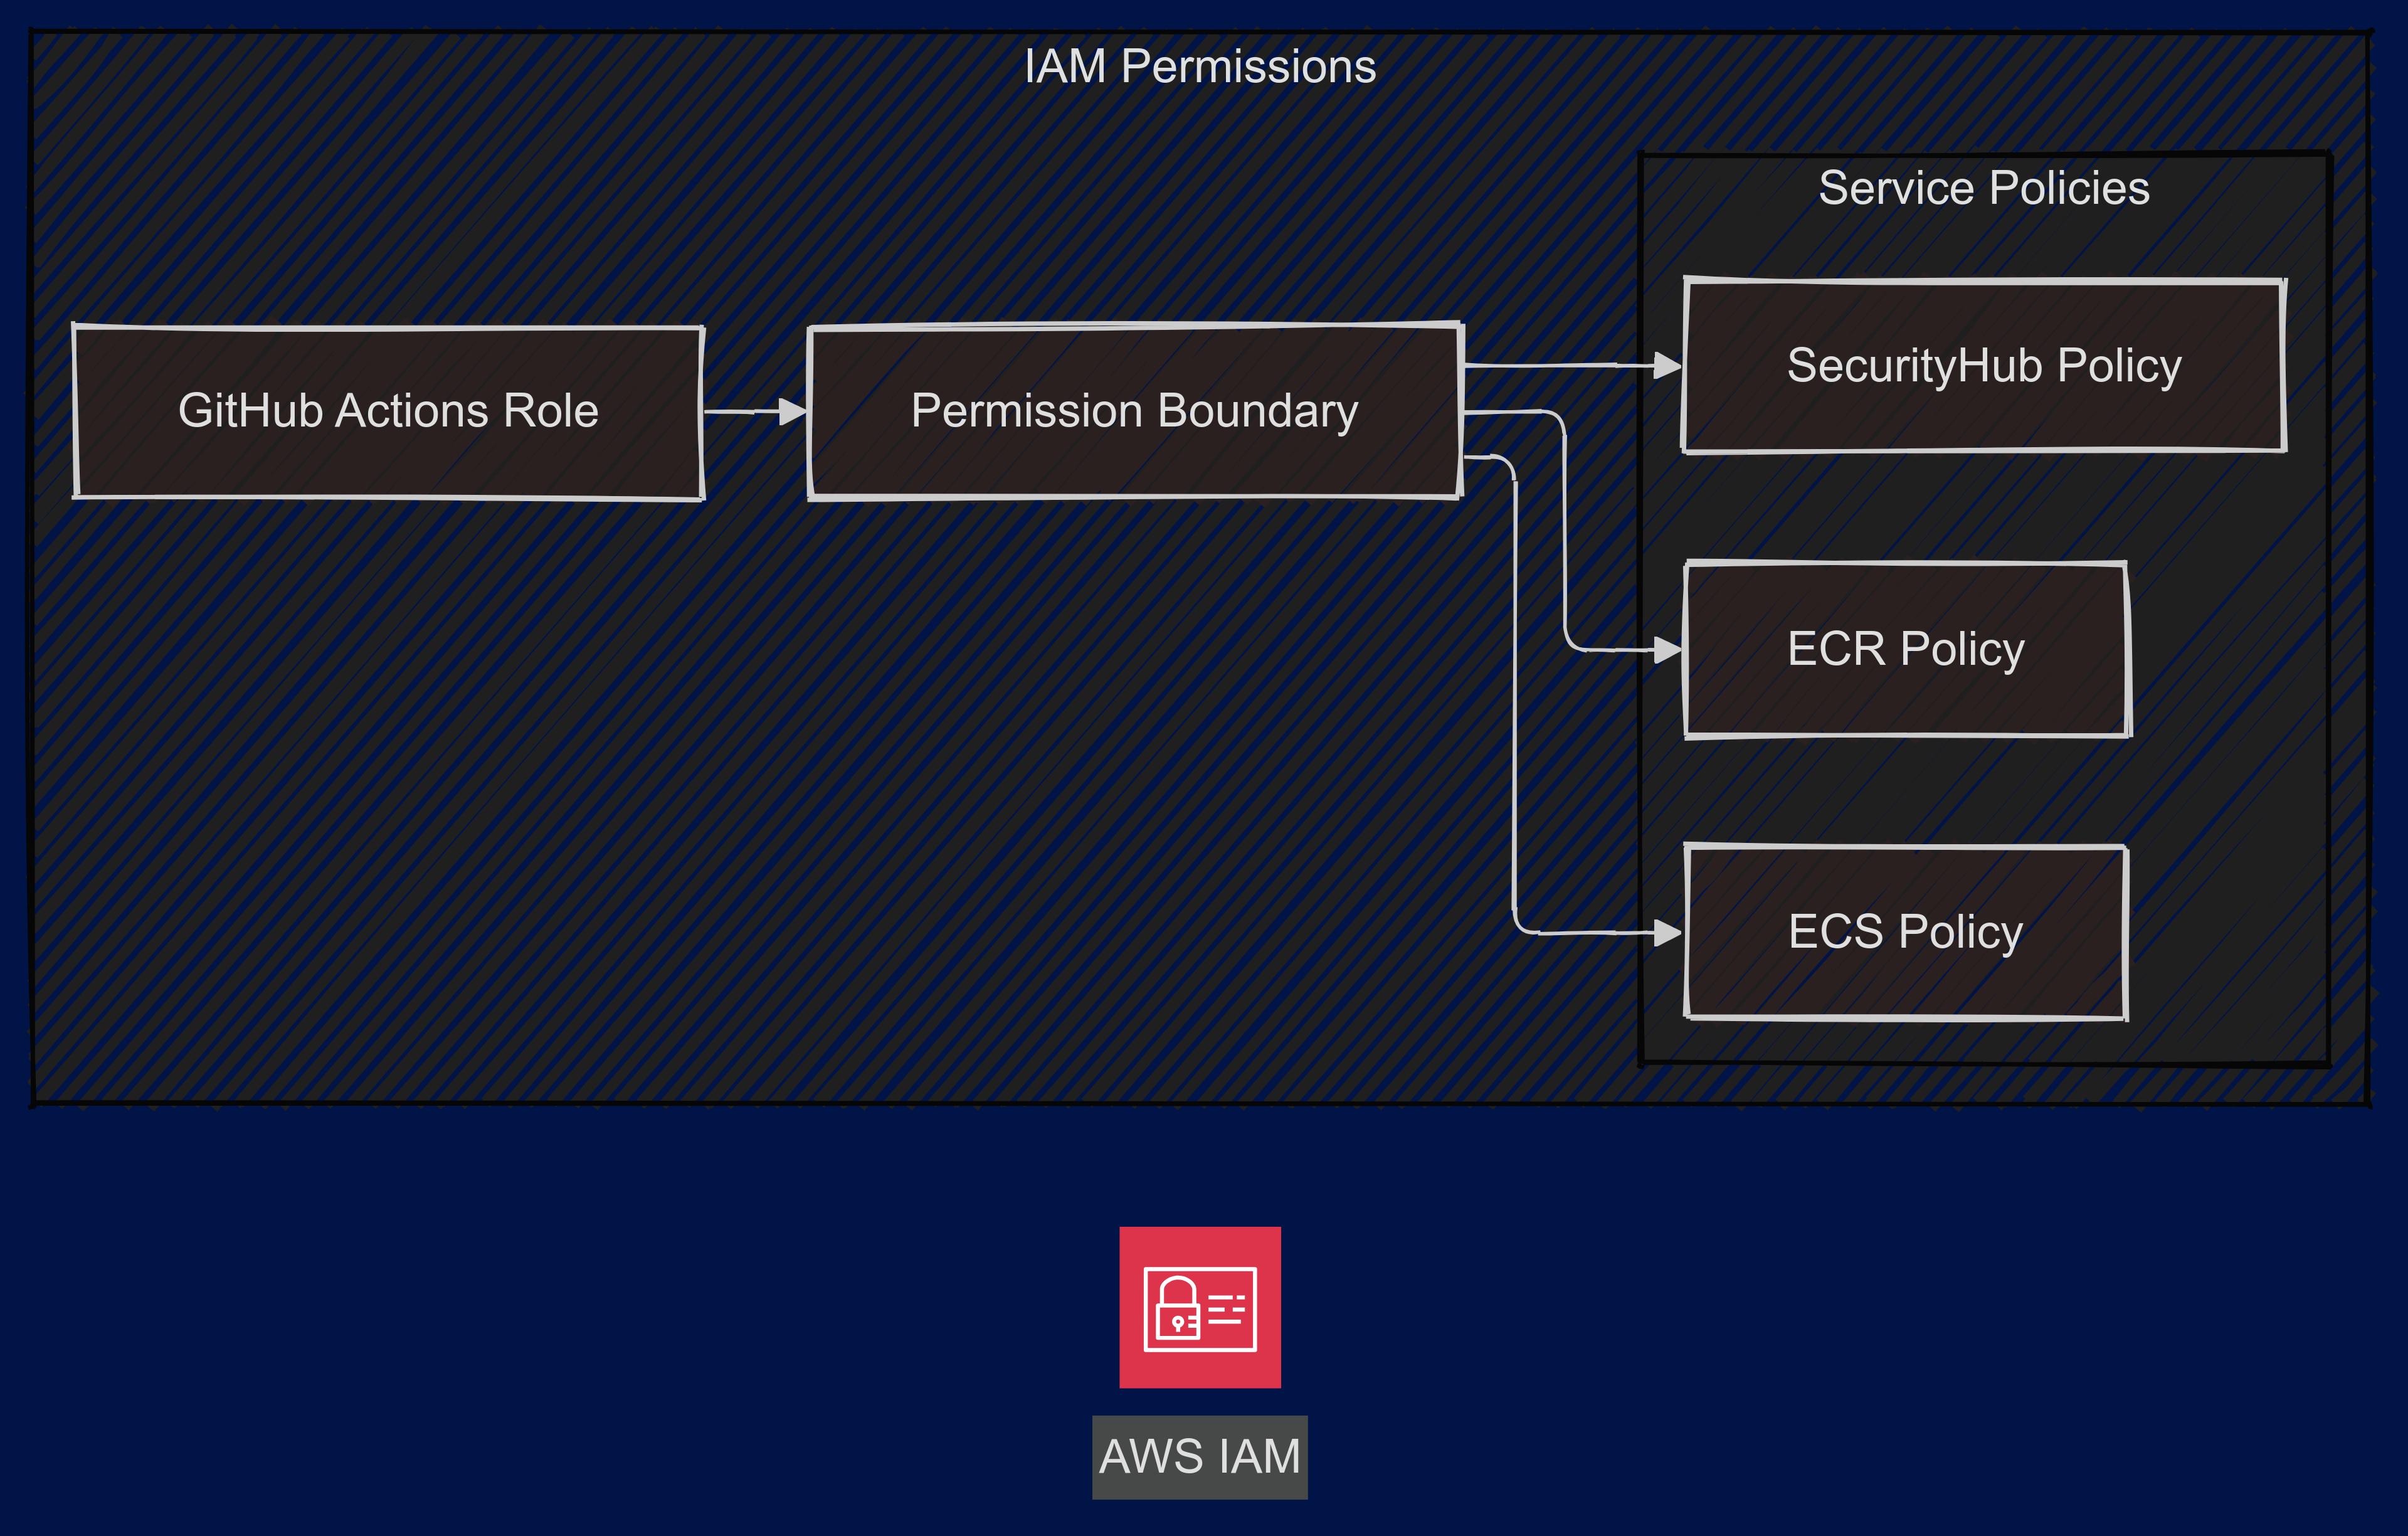 IAM Permissions
Service Policies
GitHub Actions Role
Permission Boundary
SecurityHub Policy
ECR Policy
ECS Policy
AWS IAM